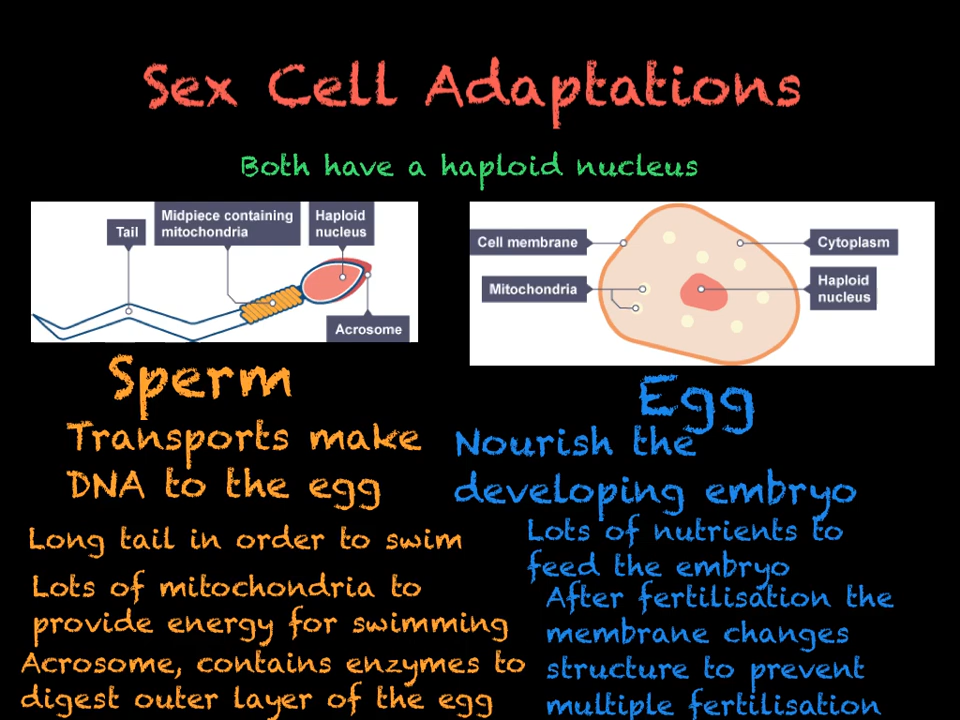 Sex Cell Adaptations
Both have a haploid nucleus
Tail
Midpiece containing
mitochondria
Haploid
nucleus
Acrosome
Cell membrane
Mitochondria
Cytoplasm
Haploid
nucleus
Sperm
Transports make
DNA to the egg
Long tail in order to swim
Lots of mitochondria to
provide energy for swimming
Acrosome, contains enzymes to
digest outer layer of the egg
Egg
Nourish the
developing embryo
Lots of nutrients to
feed the embryo
After fertilisation the
membrane changes
structure to prevent
multiple fertilisation